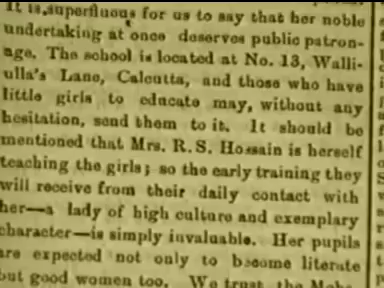 It is superfluous for us to say that her noble
undertaking at once deserves public patron-
age. The school is located at No. 13, Walli-
ulla's Lane, Calcutta, and those who have
little girls to educate may, without any
hesitation, send them to it. It should be
mentioned that Mrs. R. S. Hossain is herself
teaching the girls; so the early training they
will receive from their daily contact with
her—a lady of high culture and exemplary
character—is simply invaluable. Her pupils
are expected not only to become literate
but good women too. We trust, the